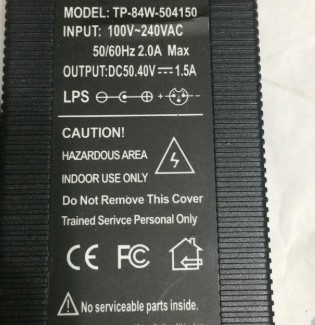 MODEL: TP-84W-504150
INPUT: 100V~240VAC
50/60Hz 2.0A Max
OUTPUT:DC50.40V 1.5A
LPS
CAUTION!
HAZARDOUS AREA
INDOOR USE ONLY
Do Not Remove This Cover
Trained Serivce Personal Only
CE FC
No serviceable parts inside.